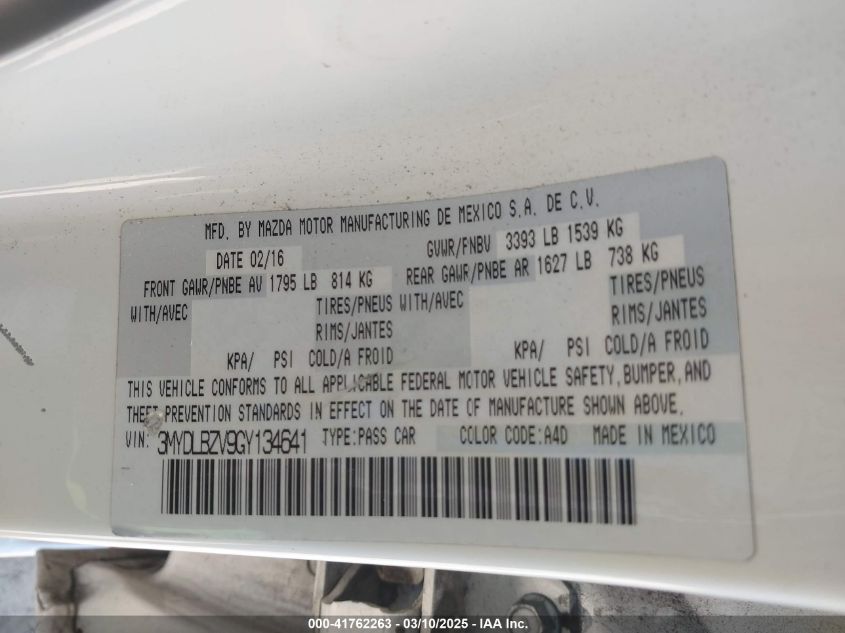 MFD. BY MAZDA MOTOR MANUFACTURING DE MEXICO S.A. DE C.V.
DATE 02/16 GVWR/FNBV 3393 LB 1539 KG
FRONT GAWR/PNBE AV 1795 LB 814 KG REAR GAWR/PNBE AR 1627 LB 738 KG
WITH/AVEC TIRES/PNEUS WITH/AVEC TIRES/PNEUS
RIMS/JANTES RIMS/JANTES
KPA/ PSI COLD/A FROID KPA/ PSI COLD/A FROID
THIS VEHICLE CONFORMS TO ALL APPLICABLE FEDERAL MOTOR VEHICLE SAFETY, BUMPER, AND
THEFT PREVENTION STANDARDS IN EFFECT ON THE DATE OF MANUFACTURE SHOWN ABOVE.
VIN: 3MYDLBZV9GY134641 TYPE:PASS CAR COLOR CODE:A4D MADE IN MEXICO
000-41762263 - 03/10/2025 - IAA Inc.